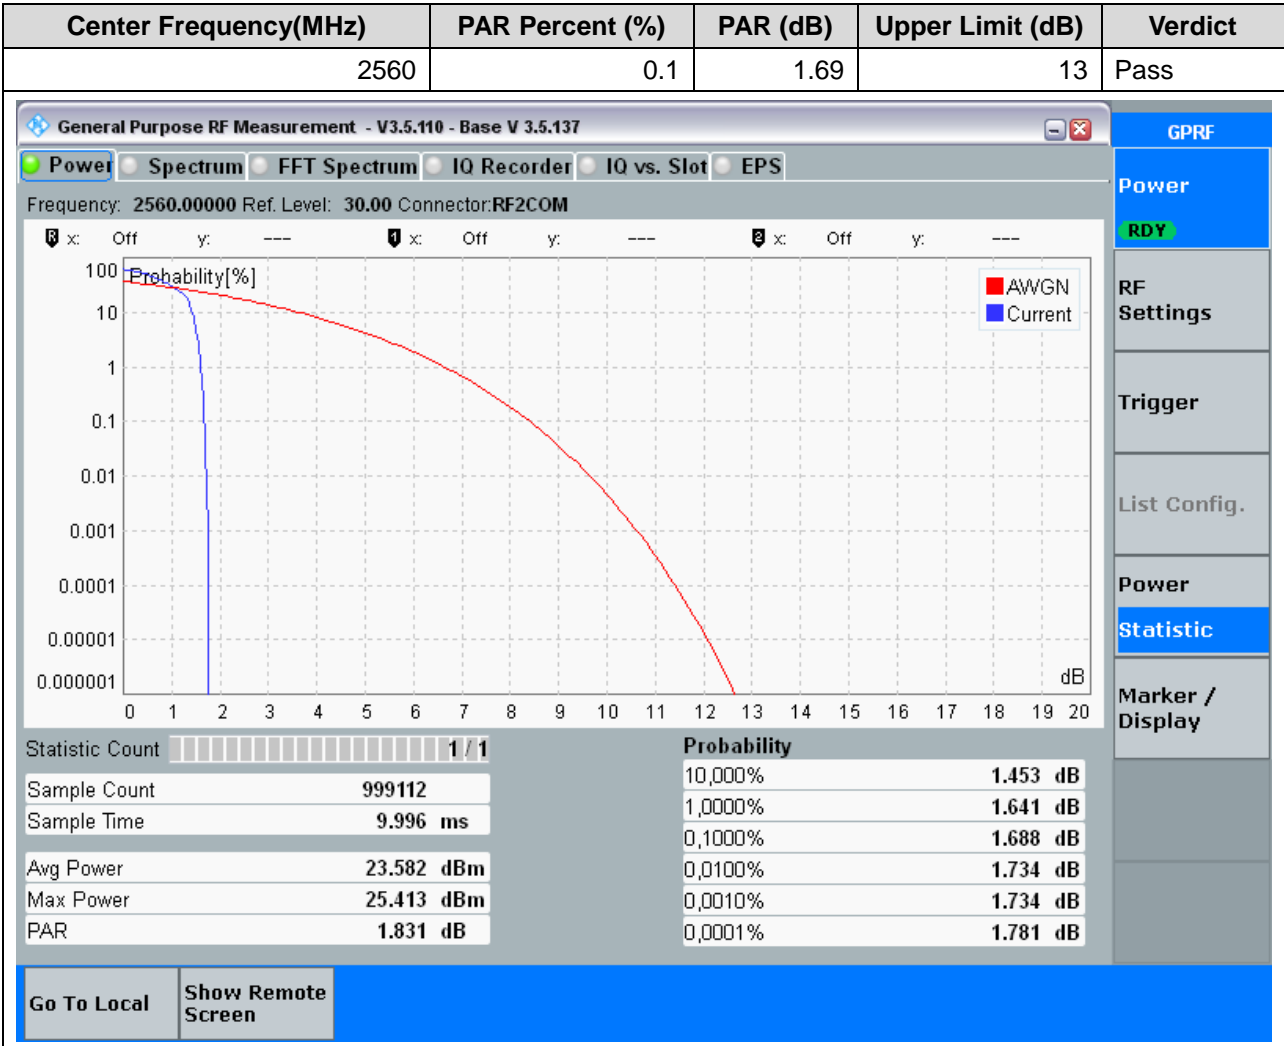 Center Frequency(MHz) PAR Percent (%) PAR (dB) Upper Limit (dB) Verdict
2560 0.1 1.69 13 Pass
General Purpose RF Measurement - V3.5.110 - Base V 3.5.137
GPRF
Power Spectrum FFT Spectrum IQ Recorder IQ vs. Slot EPS
Power
RDY
Frequency: 2560.00000 Ref. Level: 30.00 Connector:RF2COM
R x: Off y: --- 1 x: Off y: --- 2 x: Off y: ---
Probability[%]
AWGN
Current
100
10
1
0.1
0.01
0.001
0.0001
0.00001
0.000001
dB
0 1 2 3 4 5 6 7 8 9 10 11 12 13 14 15 16 17 18 19 20
RF
Settings
Trigger
List Config.
Power
Statistic
Marker /
Display
Statistic Count 1 / 1
Sample Count 999112
Sample Time 9.996 ms
Avg Power 23.582 dBm
Max Power 25.413 dBm
PAR 1.831 dB
Probability
10,000% 1.453 dB
1,0000% 1.641 dB
0,1000% 1.688 dB
0,0100% 1.734 dB
0,0010% 1.734 dB
0,0001% 1.781 dB
Go To Local
Show Remote
Screen